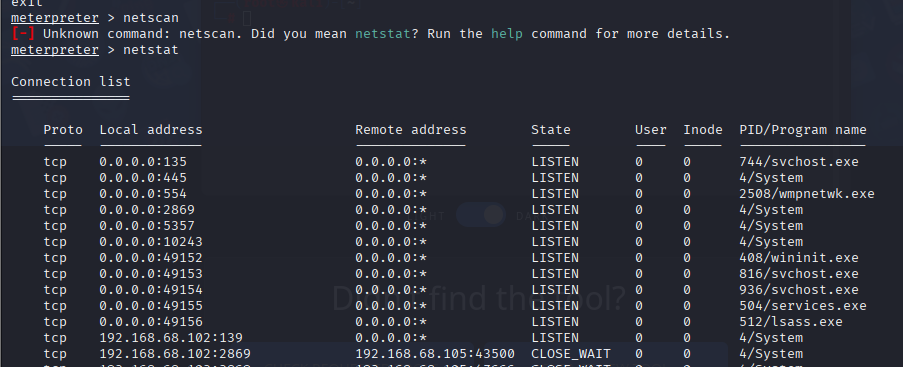 exit
meterpreter > netscan
[-] Unknown command: netscan. Did you mean netstat? Run the help command for more details.
meterpreter > netstat
Connection list
Proto Local address Remote address State User Inode PID/Program name
tcp 0.0.0.0:135 0.0.0.0:* LISTEN 0 0 744/svchost.exe
tcp 0.0.0.0:445 0.0.0.0:* LISTEN 0 0 4/System
tcp 0.0.0.0:554 0.0.0.0:* LISTEN 0 0 2508/wmpnetwk.exe
tcp 0.0.0.0:2869 0.0.0.0:* LISTEN 0 0 4/System
tcp 0.0.0.0:5357 0.0.0.0:* LISTEN 0 0 4/System
tcp 0.0.0.0:10243 0.0.0.0:* LISTEN 0 0 4/System
tcp 0.0.0.0:49152 0.0.0.0:* LISTEN 0 0 408/wininit.exe
tcp 0.0.0.0:49153 0.0.0.0:* LISTEN 0 0 816/svchost.exe
tcp 0.0.0.0:49154 0.0.0.0:* LISTEN 0 0 936/svchost.exe
tcp 0.0.0.0:49155 0.0.0.0:* LISTEN 0 0 504/services.exe
tcp 0.0.0.0:49156 0.0.0.0:* LISTEN 0 0 512/lsass.exe
tcp 192.168.68.102:139 0.0.0.0:* LISTEN 0 0 4/System
tcp 192.168.68.102:2869 192.168.68.105:43500 CLOSE_WAIT 0 0 4/System